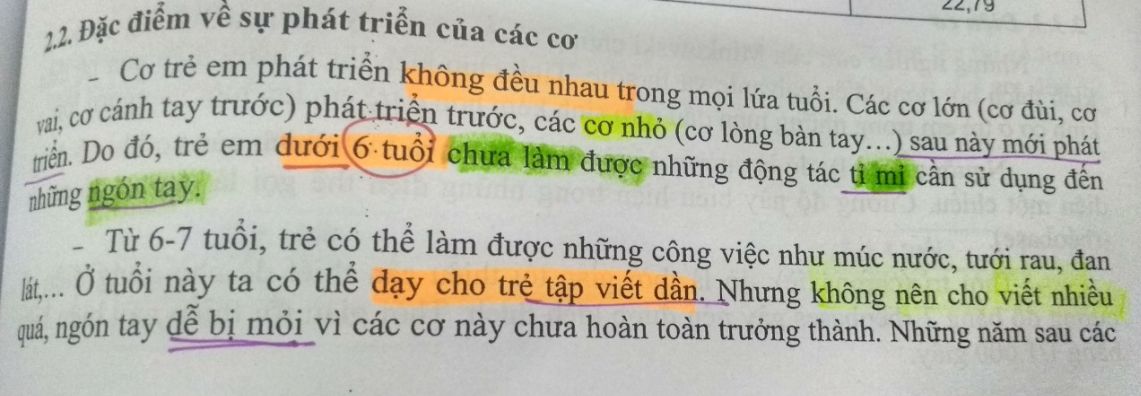 22,79
2.2. Đặc điểm về sự phát triển của các cơ
- Cơ trẻ em phát triển không đều nhau trong mọi lứa tuổi. Các cơ lớn (cơ đùi, cơ
vai, cơ cánh tay trước) phát triển trước, các cơ nhỏ (cơ lòng bàn tay...) sau này mới phát
triển. Do đó, trẻ em dưới 6 tuổi chưa làm được những động tác tỉ mỉ cần sử dụng đến
những ngón tay.
- Từ 6-7 tuổi, trẻ có thể làm được những công việc như múc nước, tưới rau, đan
lát,... Ở tuổi này ta có thể dạy cho trẻ tập viết dần. Nhưng không nên cho viết nhiều
quá, ngón tay dễ bị mỏi vì các cơ này chưa hoàn toàn trưởng thành. Những năm sau các